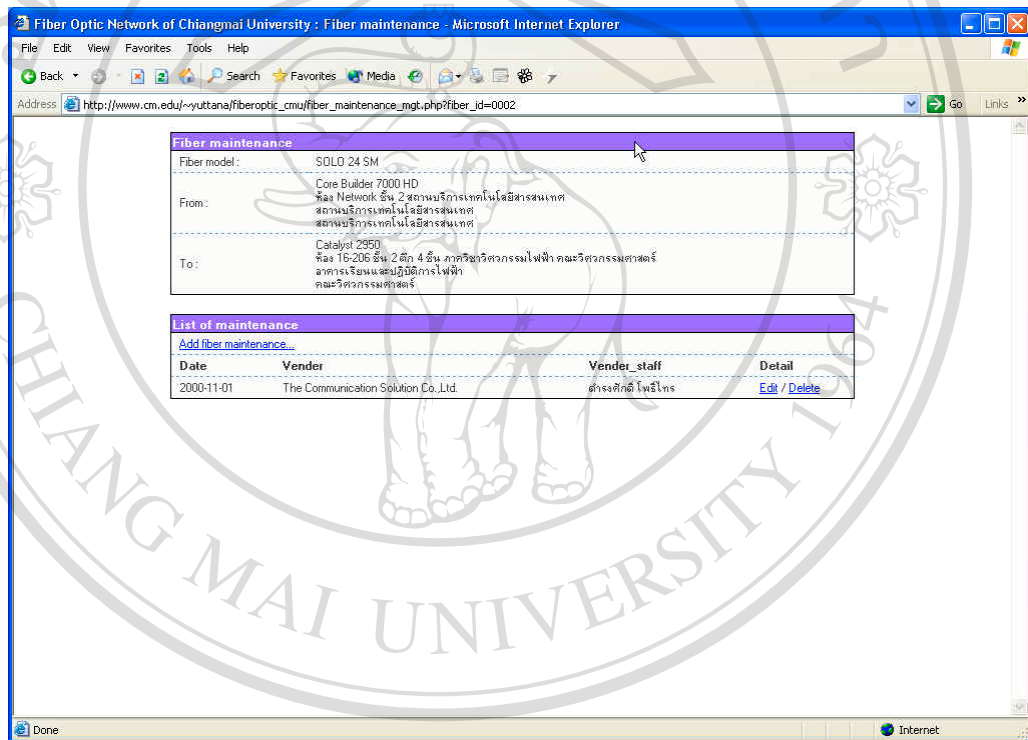 Fiber Optic Network of Chiangmai University : Fiber maintenance - Microsoft Internet Explorer
File Edit View Favorites Tools Help
Back Search Favorites Media
Address http://www.cm.edu/~yuttana/fiberoptic_cmu/fiber_maintenance_mgt.php?fiber_id=0002 Go Links »
Fiber maintenance
Fiber model : SOLO 24 SM
From : Core Builder 7000 HD
ห้อง Network ชั้น 2 สถานบริการเทคโนโลยีสารสนเทศ
สถานบริการเทคโนโลยีสารสนเทศ
สถานบริการเทคโนโลยีสารสนเทศ
To : Catalyst 2950
ห้อง 16-206 ชั้น 2 ตึก 4 ชั้น ภาควิชาวิศวกรรมไฟฟ้า คณะวิศวกรรมศาสตร์
อาคารเรียนและปฏิบัติการไฟฟ้า
คณะวิศวกรรมศาสตร์
List of maintenance
Add fiber maintenance...
Date Vender Vender_staff Detail
2000-11-01 The Communication Solution Co.,Ltd. ดำรงศักดิ์ โพธิ์ไทร Edit / Delete
CHIANG MAI UNIVERSITY 1964
Done Internet